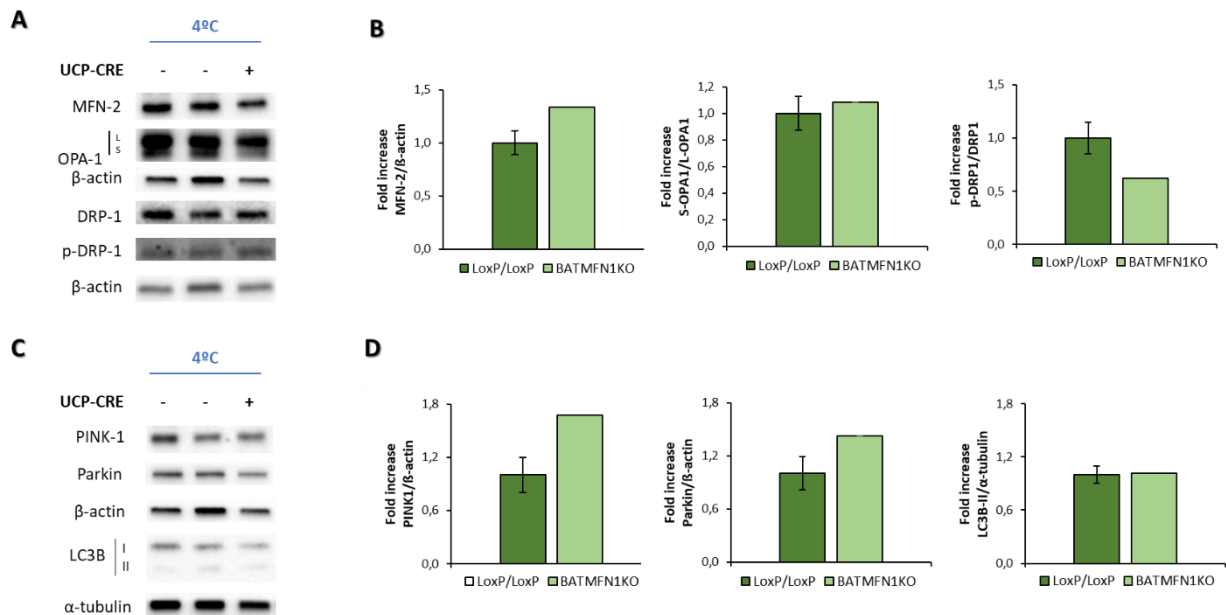 A
4ºC
UCP-CRE - - +
MFN-2
L
S
OPA-1
β-actin
DRP-1
p-DRP-1
β-actin
B
Fold increase
MFN-2/ß-actin
1,5
1,0
0,5
0,0
LoxP/LoxP BATMFN1KO
Fold increase
S-OPA1/L-OPA1
1,2
1,0
0,8
0,6
0,4
0,2
0,0
LoxP/LoxP BATMFN1KO
Fold increase
p-DRP1/DRP1
1,5
1,0
0,5
0,0
LoxP/LoxP BATMFN1KO
C
4ºC
UCP-CRE - - +
PINK-1
Parkin
β-actin
LC3B
I
II
α-tubulin
D
Fold increase
PINK1/ß-actin
1,8
1,2
0,6
0,0
LoxP/LoxP BATMFN1KO
Fold increase
Parkin/ß-actin
1,8
1,2
0,6
0,0
LoxP/LoxP BATMFN1KO
Fold increase
LC3B-II/α-tubulin
1,8
1,2
0,6
0,0
LoxP/LoxP BATMFN1KO